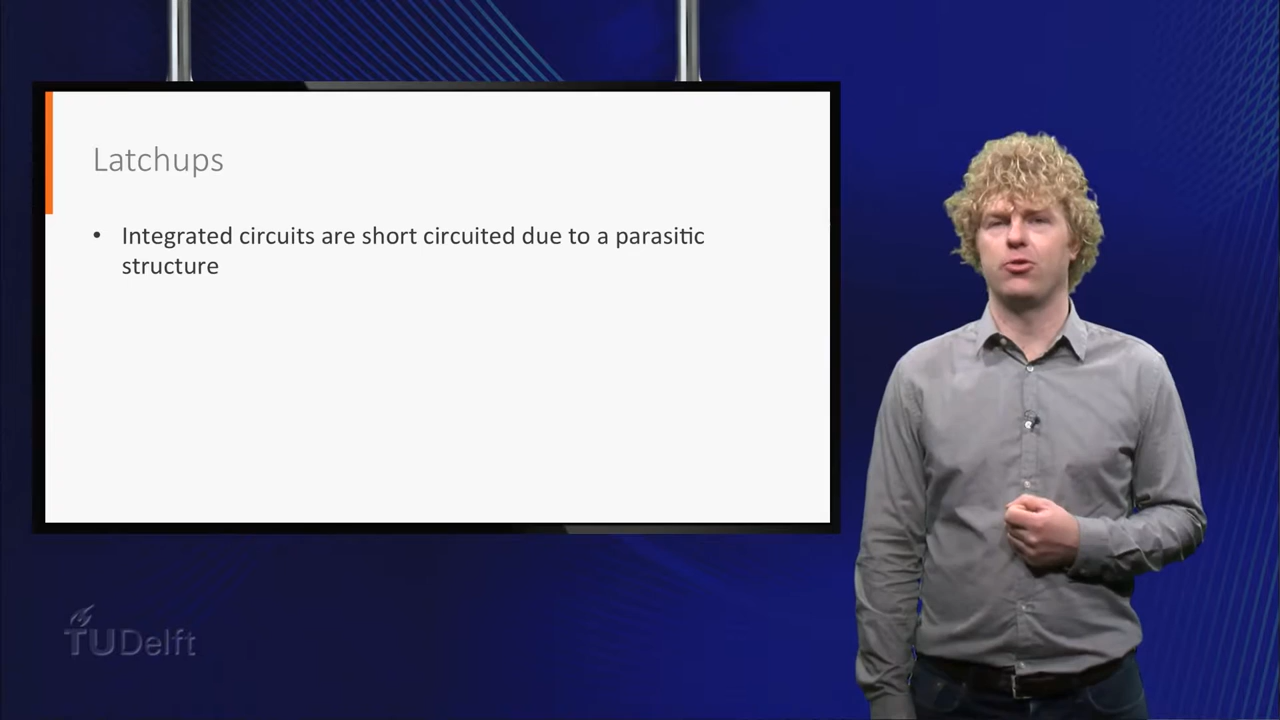 Latchups
• Integrated circuits are short circuited due to a parasitic
structure
TUDelft